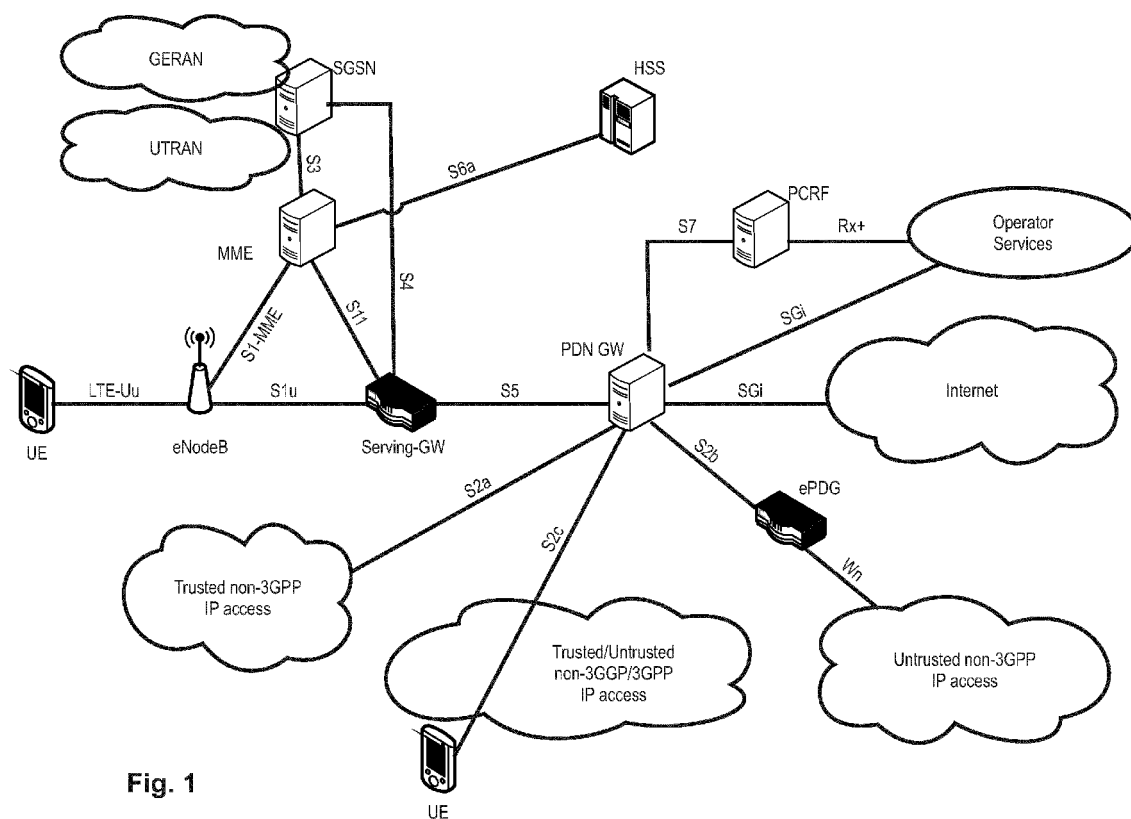 GERAN
SGSN
HSS
UTRAN
S3
S6a
PCRF
S7
Rx+
Operator
Services
MME
S4
S11
S1-MME
SGi
PDN GW
LTE-Uu
S1u
S5
SGi
Internet
UE
eNodeB
Serving-GW
S2a
S2b
ePDG
S2c
Wn
Trusted non-3GPP
IP access
Trusted/Untrusted
non-3GGP/3GPP
IP access
Untrusted non-3GPP
IP access
Fig. 1
UE